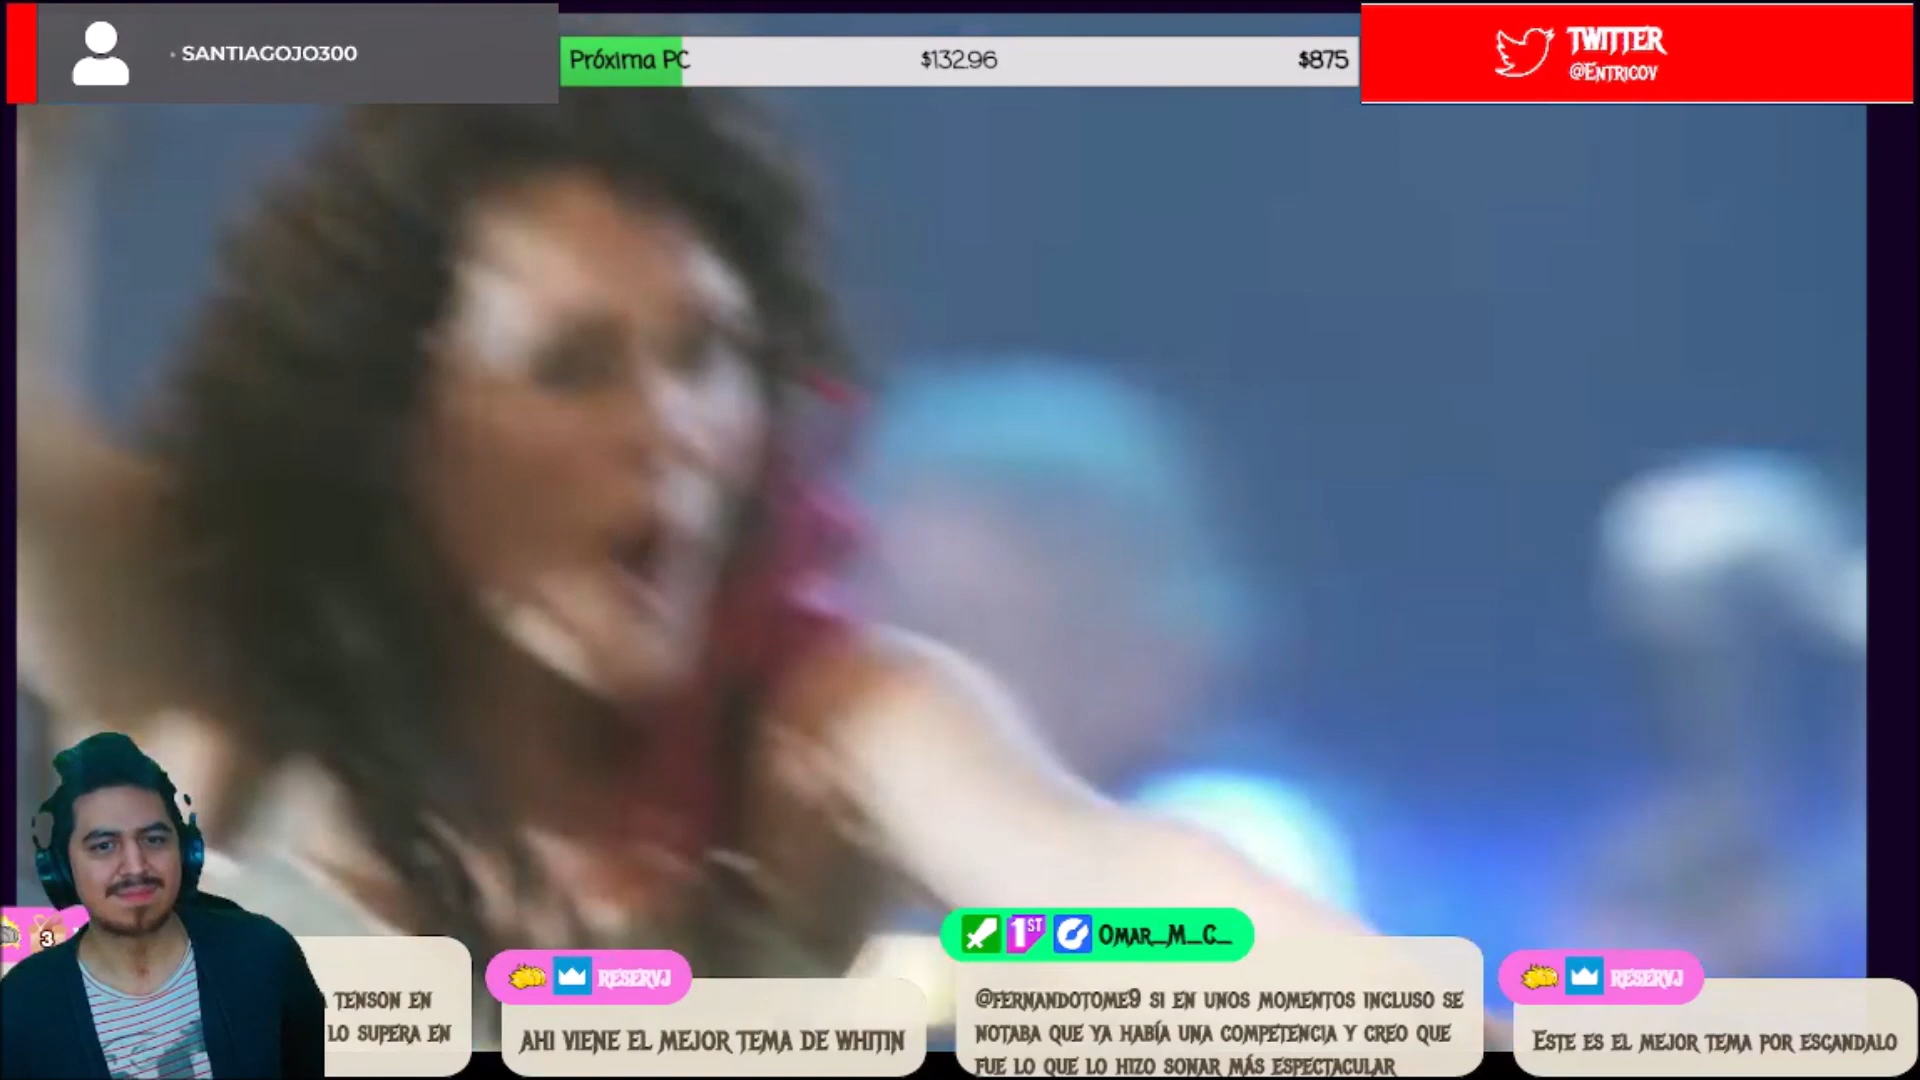 • SANTIAGOJO300
Próxima PC
$132.96
$875
TWITTER
@ENTRICOV
3
TENSON EN
LO SUPERA EN
RESERVJ
AHI VIENE EL MEJOR TEMA DE WHITIN
1ST
OMAR_M_C_
@FERNANDOTOME9 SI EN UNOS MOMENTOS INCLUSO SE
NOTABA QUE YA HABÍA UNA COMPETENCIA Y CREO QUE
FUE LO QUE LO HIZO SONAR MÁS ESPECTACULAR
RESERVJ
ESTE ES EL MEJOR TEMA POR ESCANDALO